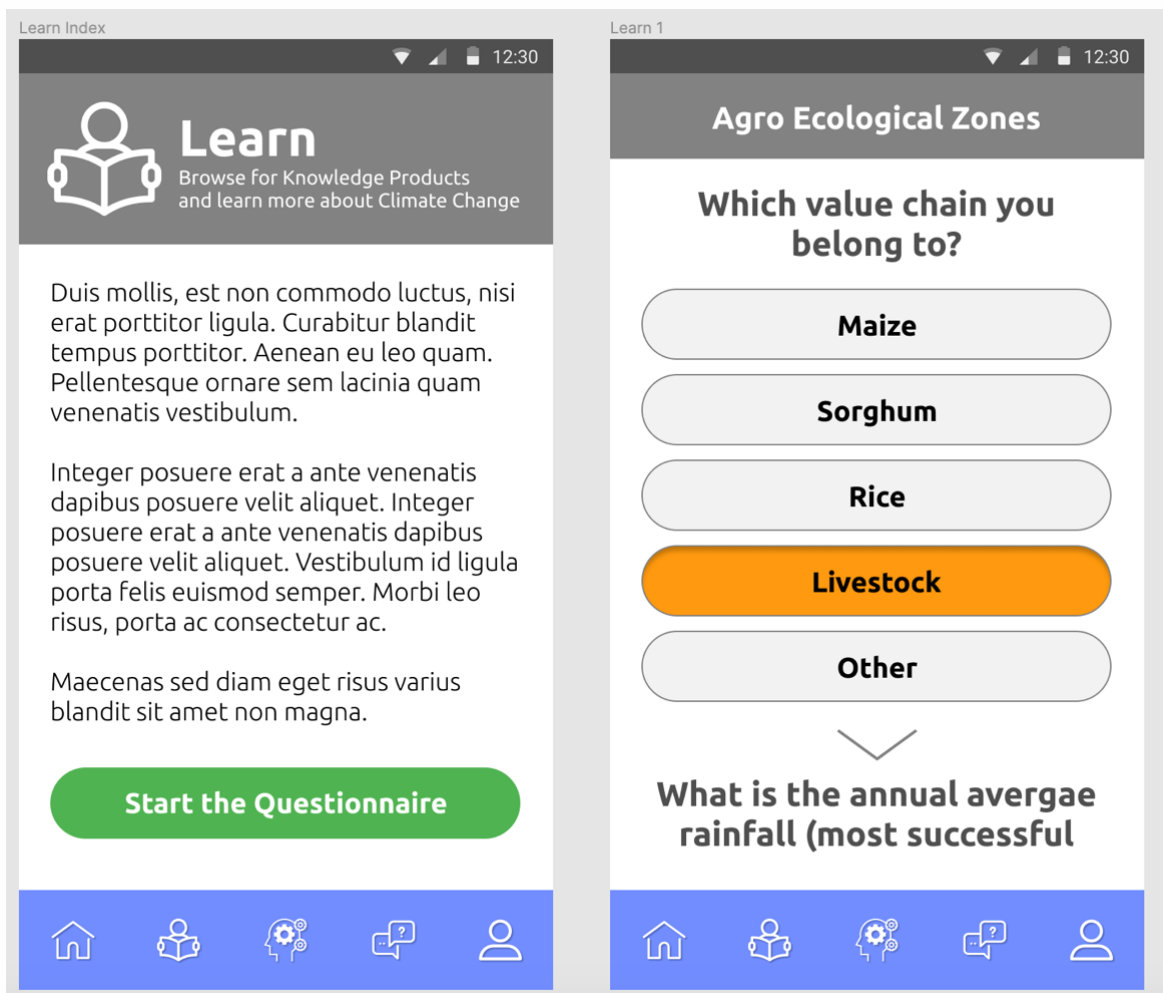 Learn Index
12:30
Learn
Browse for Knowledge Products
and learn more about Climate Change
Duis mollis, est non commodo luctus, nisi
erat porttitor ligula. Curabitur blandit
tempus porttitor. Aenean eu leo quam.
Pellentesque ornare sem lacinia quam
venenatis vestibulum.
Integer posuere erat a ante venenatis
dapibus posuere velit aliquet. Integer
posuere erat a ante venenatis dapibus
posuere velit aliquet. Vestibulum id ligula
porta felis euismod semper. Morbi leo
risus, porta ac consectetur ac.
Maecenas sed diam eget risus varius
blandit sit amet non magna.
Start the Questionnaire
Learn 1
12:30
Agro Ecological Zones
Which value chain you
belong to?
Maize
Sorghum
Rice
Livestock
Other
What is the annual avergae
rainfall (most successful